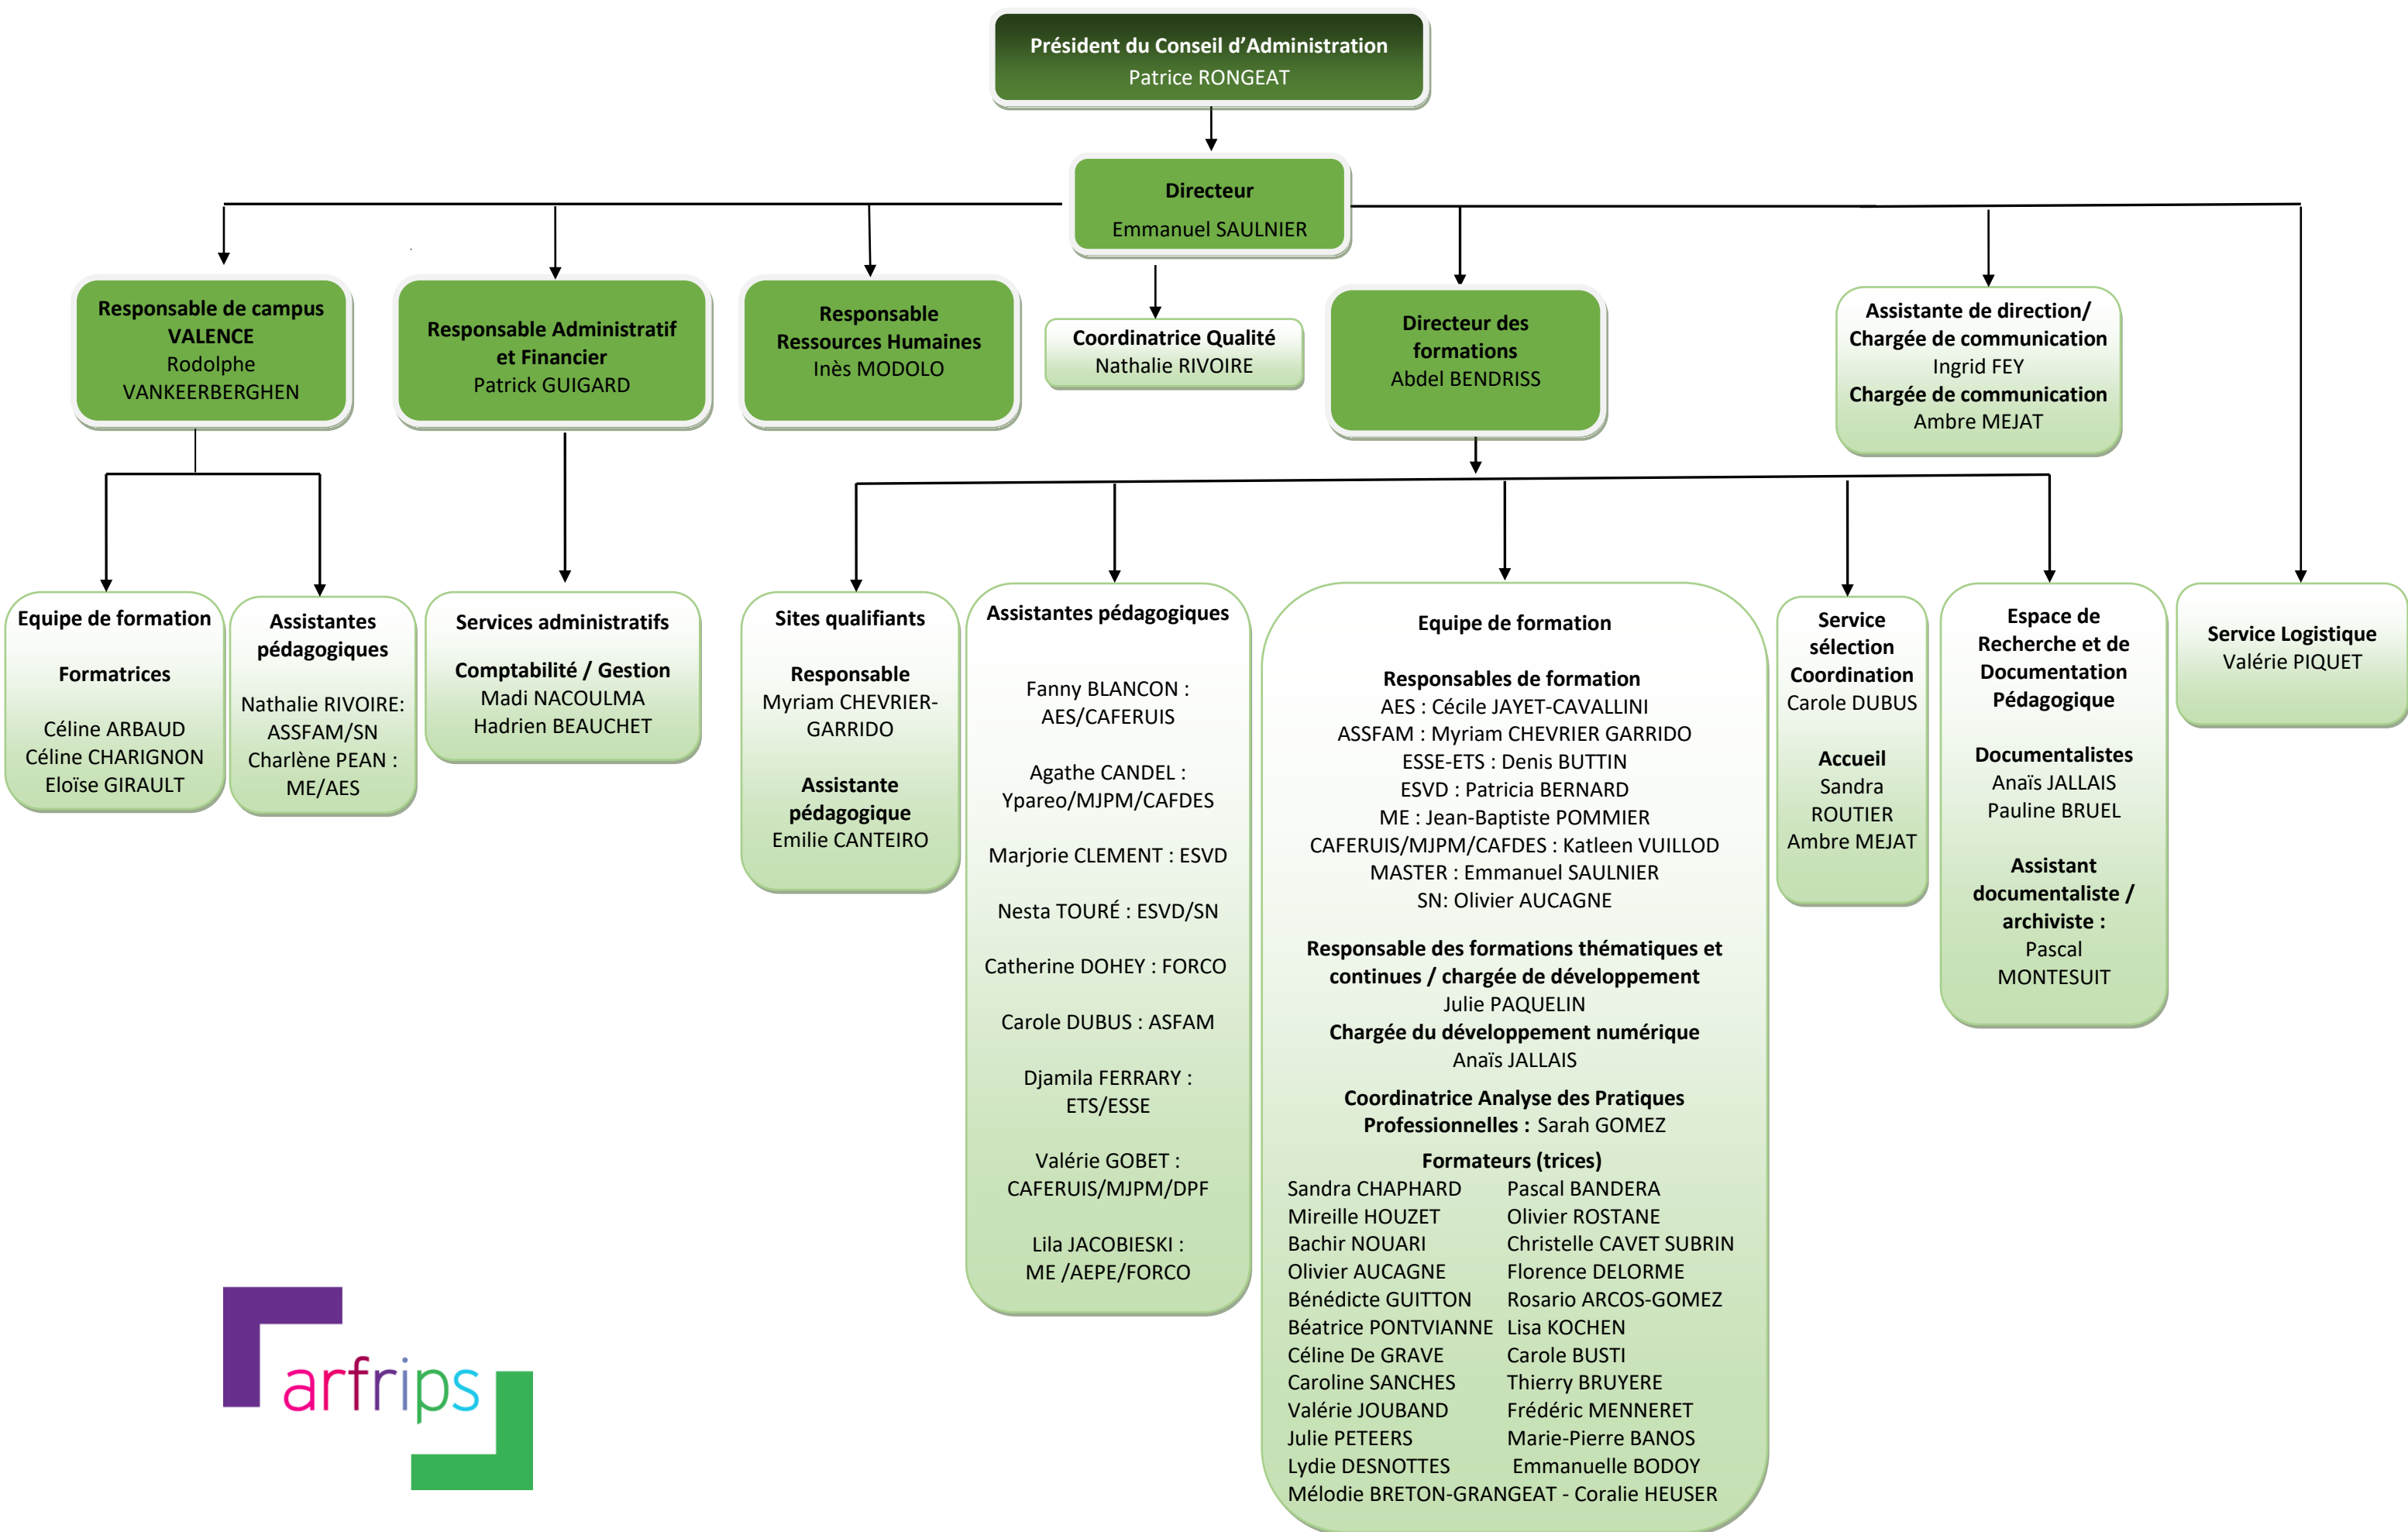 Président du Conseil d'Administration
Patrice RONGEAT
Directeur
Emmanuel SAULNIER
Responsable de campus
VALENCE
Rodolphe
VANKEERBERGHEN
Responsable Administratif
et Financier
Patrick GUIGARD
Responsable
Ressources Humaines
Inès MODOLO
Coordinatrice Qualité
Nathalie RIVOIRE
Directeur des
formations
Abdel BENDRISS
Assistante de direction/
Chargée de communication
Ingrid FEY
Chargée de communication
Ambre MEJAT
Equipe de formation
Formatrices
Céline ARBAUD
Céline CHARIGNON
Eloïse GIRAULT
Assistantes
pédagogiques
Nathalie RIVOIRE:
ASSFAM/SN
Charlène PEAN :
ME/AES
Services administratifs
Comptabilité / Gestion
Madi NACOULMA
Hadrien BEAUCHET
Sites qualifiants
Responsable
Myriam CHEVRIER-
GARRIDO
Assistante
pédagogique
Emilie CANTEIRO
Assistantes pédagogiques
Fanny BLANCON :
AES/CAFERUIS
Agathe CANDEL :
Ypareo/MJPM/CAFDES
Marjorie CLEMENT : ESVD
Nesta TOURÉ : ESVD/SN
Catherine DOHEY : FORCO
Carole DUBUS : ASFAM
Djamila FERRARY :
ETS/ESSE
Valérie GOBET :
CAFERUIS/MJPM/DPF
Lila JACOBIESKI :
ME /AEPE/FORCO
Equipe de formation
Responsables de formation
AES : Cécile JAYET-CAVALLINI
ASSFAM : Myriam CHEVRIER GARRIDO
ESSE-ETS : Denis BUTTIN
ESVD : Patricia BERNARD
ME : Jean-Baptiste POMMIER
CAFERUIS/MJPM/CAFDES : Katleen VUILLOD
MASTER : Emmanuel SAULNIER
SN: Olivier AUCAGNE
Responsable des formations thématiques et
continues / chargée de développement
Julie PAQUELIN
Chargée du développement numérique
Anaïs JALLAIS
Coordinatrice Analyse des Pratiques
Professionnelles : Sarah GOMEZ
Formateurs (trices)
Sandra CHAPHARD Pascal BANDERA
Mireille HOUZET Olivier ROSTANE
Bachir NOUARI Christelle CAVET SUBRIN
Olivier AUCAGNE Florence DELORME
Bénédicte GUITTON Rosario ARCOS-GOMEZ
Béatrice PONTVIANNE Lisa KOCHEN
Céline De GRAVE Carole BUSTI
Caroline SANCHES Thierry BRUYERE
Valérie JOUBAND Frédéric MENNERET
Julie PETEERS Marie-Pierre BANOS
Lydie DESNOTTES Emmanuelle BODOY
Mélodie BRETON-GRANGEAT - Coralie HEUSER
Service
sélection
Coordination
Carole DUBUS
Accueil
Sandra
ROUTIER
Ambre MEJAT
Espace de
Recherche et de
Documentation
Pédagogique
Documentalistes
Anaïs JALLAIS
Pauline BRUEL
Assistant
documentaliste /
archiviste :
Pascal
MONTESUIT
Service Logistique
Valérie PIQUET
arfrips